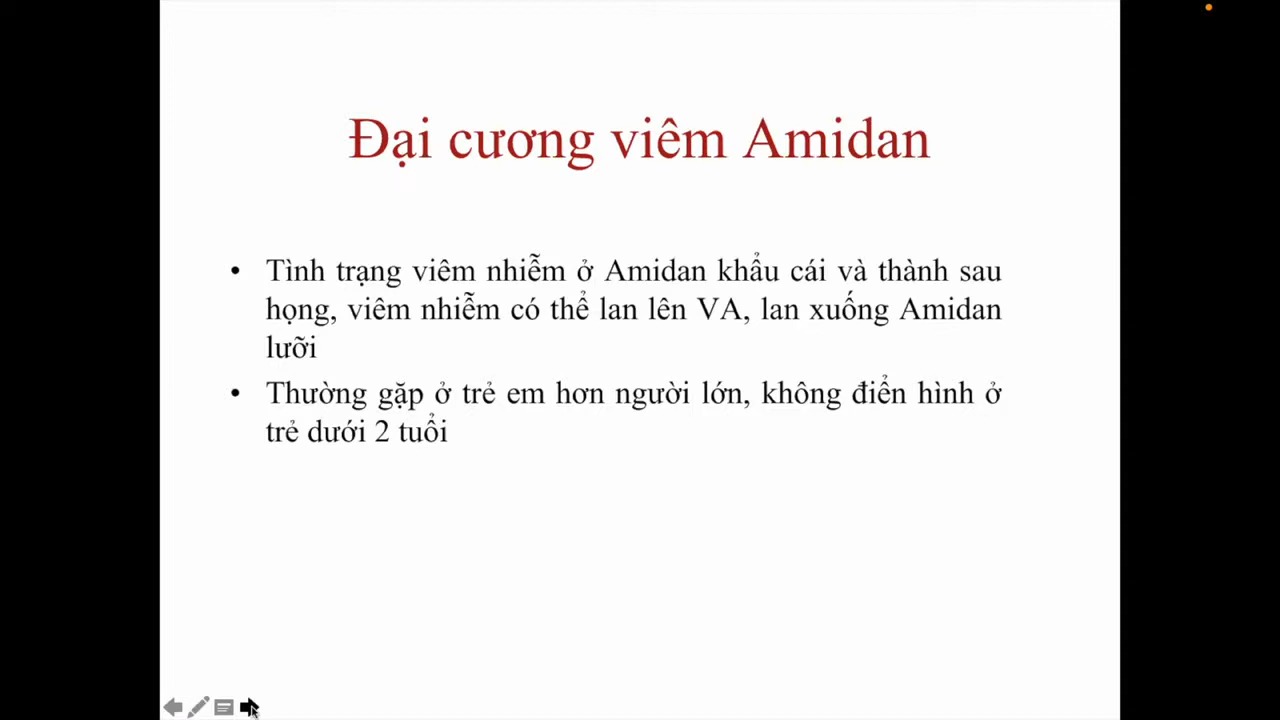 Đại cương viêm Amidan
• Tình trạng viêm nhiễm ở Amidan khẩu cái và thành sau
họng, viêm nhiễm có thể lan lên VA, lan xuống Amidan
lưỡi
• Thường gặp ở trẻ em hơn người lớn, không điển hình ở
trẻ dưới 2 tuổi